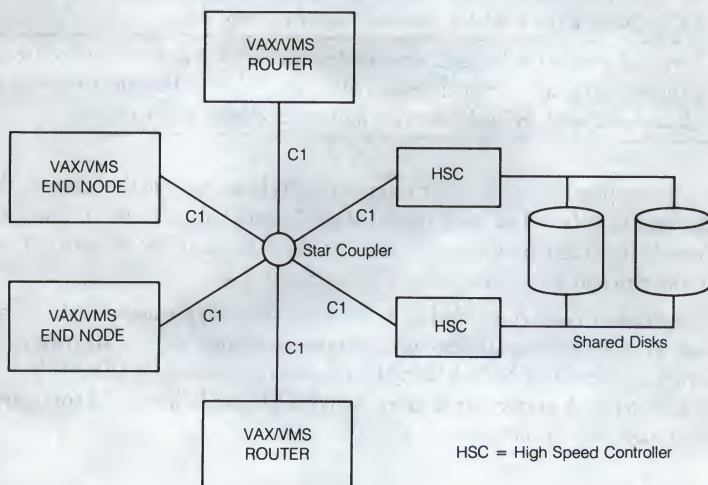 VAX/VMS
ROUTER
C1
VAX/VMS
END NODE
HSC
C1
C1
Star Coupler
VAX/VMS
END NODE
C1
C1
HSC
Shared Disks
C1
VAX/VMS
ROUTER
HSC = High Speed Controller